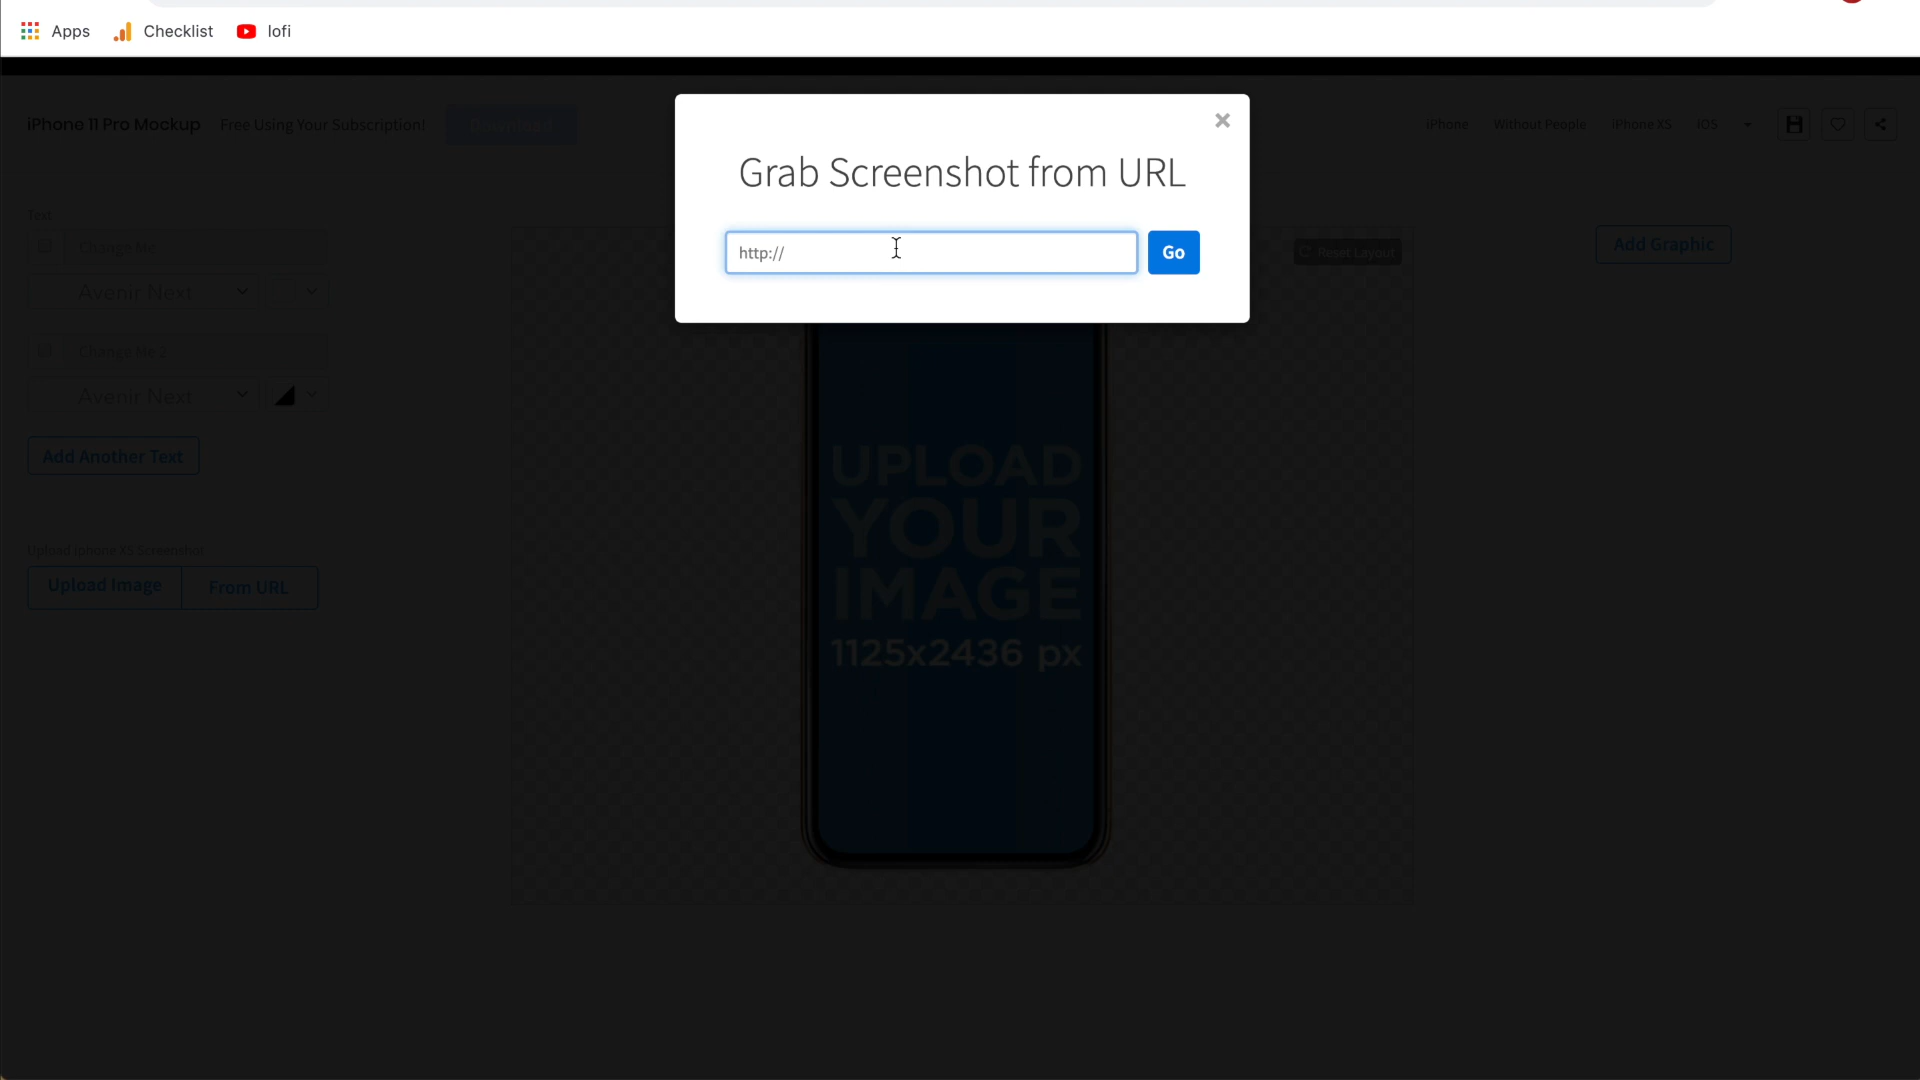 Apps Checklist lofi
iPhone 11 Pro Mockup Free Using Your Subscription! Download
iPhone Without People iPhone XS iOS
×
Grab Screenshot from URL
http:// Go
Text
Change Me
Avenir Next
Reset Layout
Add Graphic
Change Me 2
Avenir Next
Add Another Text
UPLOAD
YOUR
IMAGE
1125x2436 px
Upload Iphone XS Screenshot
Upload Image From URL